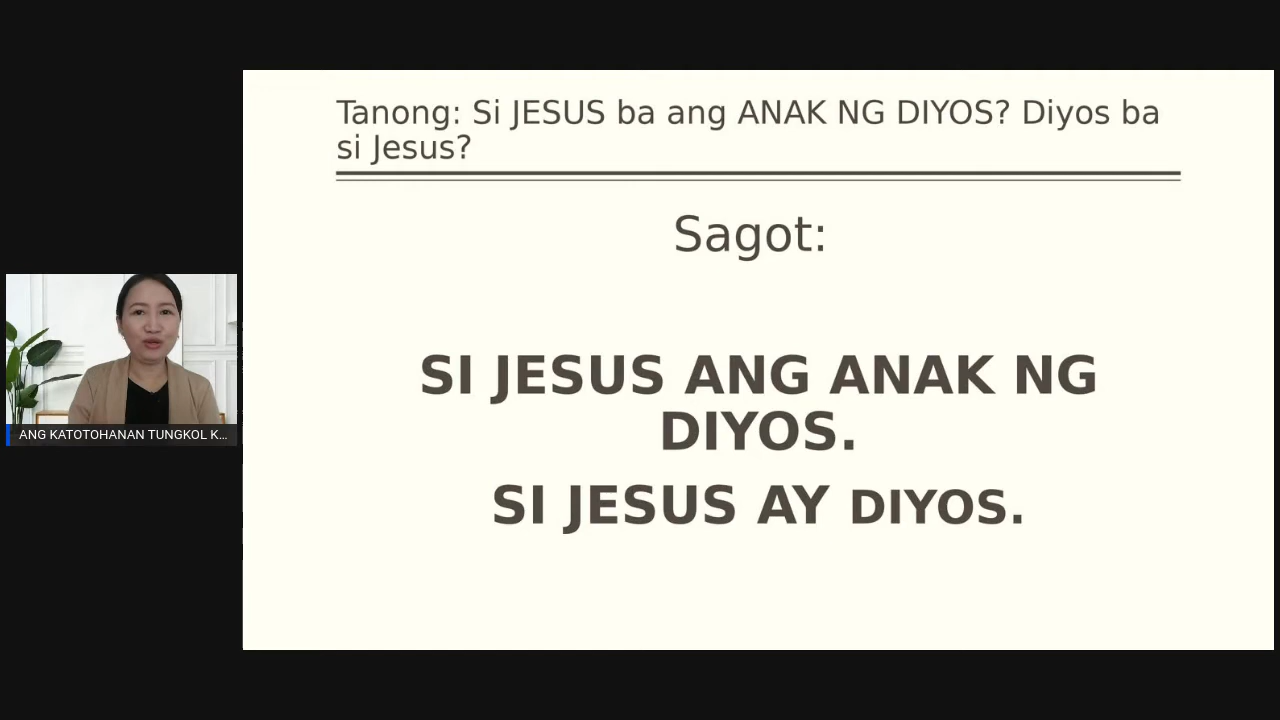 Tanong: Si JESUS ba ang ANAK NG DIYOS? Diyos ba
si Jesus?
Sagot:
SI JESUS ANG ANAK NG
DIYOS.
SI JESUS AY DIYOS.
ANG KATOTOHANAN TUNGKOL K...